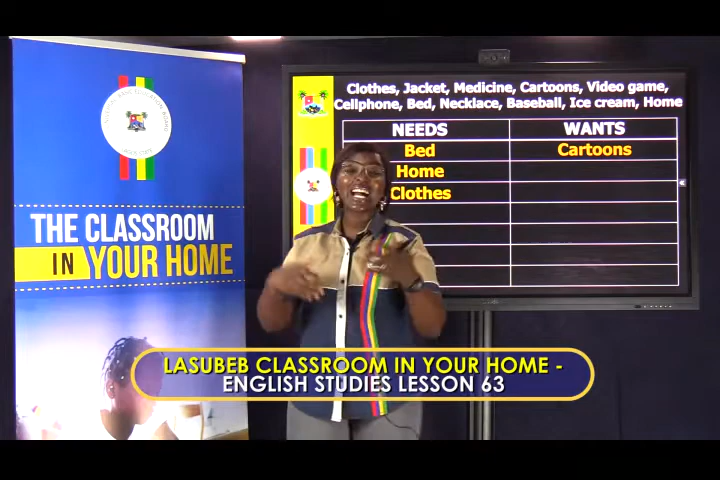 THE CLASSROOM
IN YOUR HOME
Clothes, Jacket, Medicine, Cartoons, Video game,
Cellphone, Bed, Necklace, Baseball, Ice cream, Home
NEEDS WANTS
Bed Cartoons
Home
Clothes
LASUBEB CLASSROOM IN YOUR HOME -
ENGLISH STUDIES LESSON 63